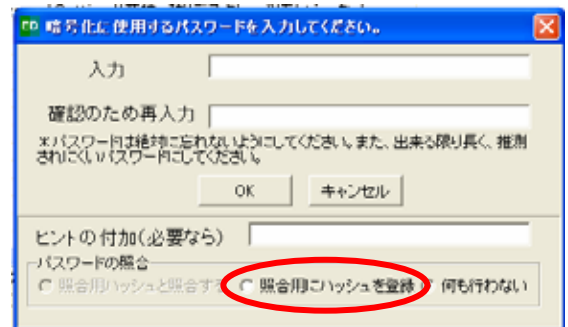 ED 暗号化に使用するパスワードを入力してください。
入力
確認のため再入力
※パスワードは絶対に忘れないようにしてください。また、出来る限り長く、推測
されにくいパスワードにしてください。
OK キャンセル
ヒントの付加(必要なら)
パスワードの照合
照合用ハッシュと照合する 照合用にハッシュを登録 何も行わない